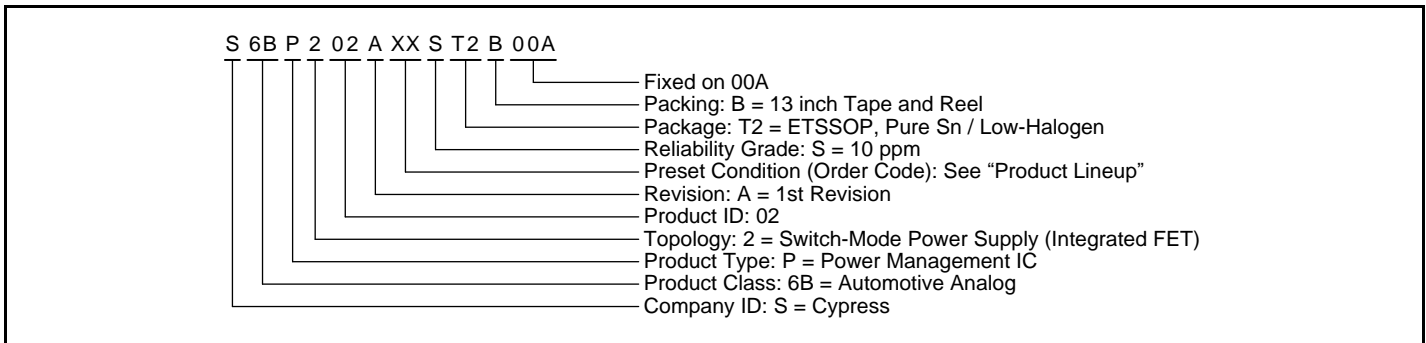 S 6B P 2 02 A XX S T2 B 00A
Fixed on 00A
Packing: B = 13 inch Tape and Reel
Package: T2 = ETSSOP, Pure Sn / Low-Halogen
Reliability Grade: S = 10 ppm
Preset Condition (Order Code): See “Product Lineup”
Revision: A = 1st Revision
Product ID: 02
Topology: 2 = Switch-Mode Power Supply (Integrated FET)
Product Type: P = Power Management IC
Product Class: 6B = Automotive Analog
Company ID: S = Cypress